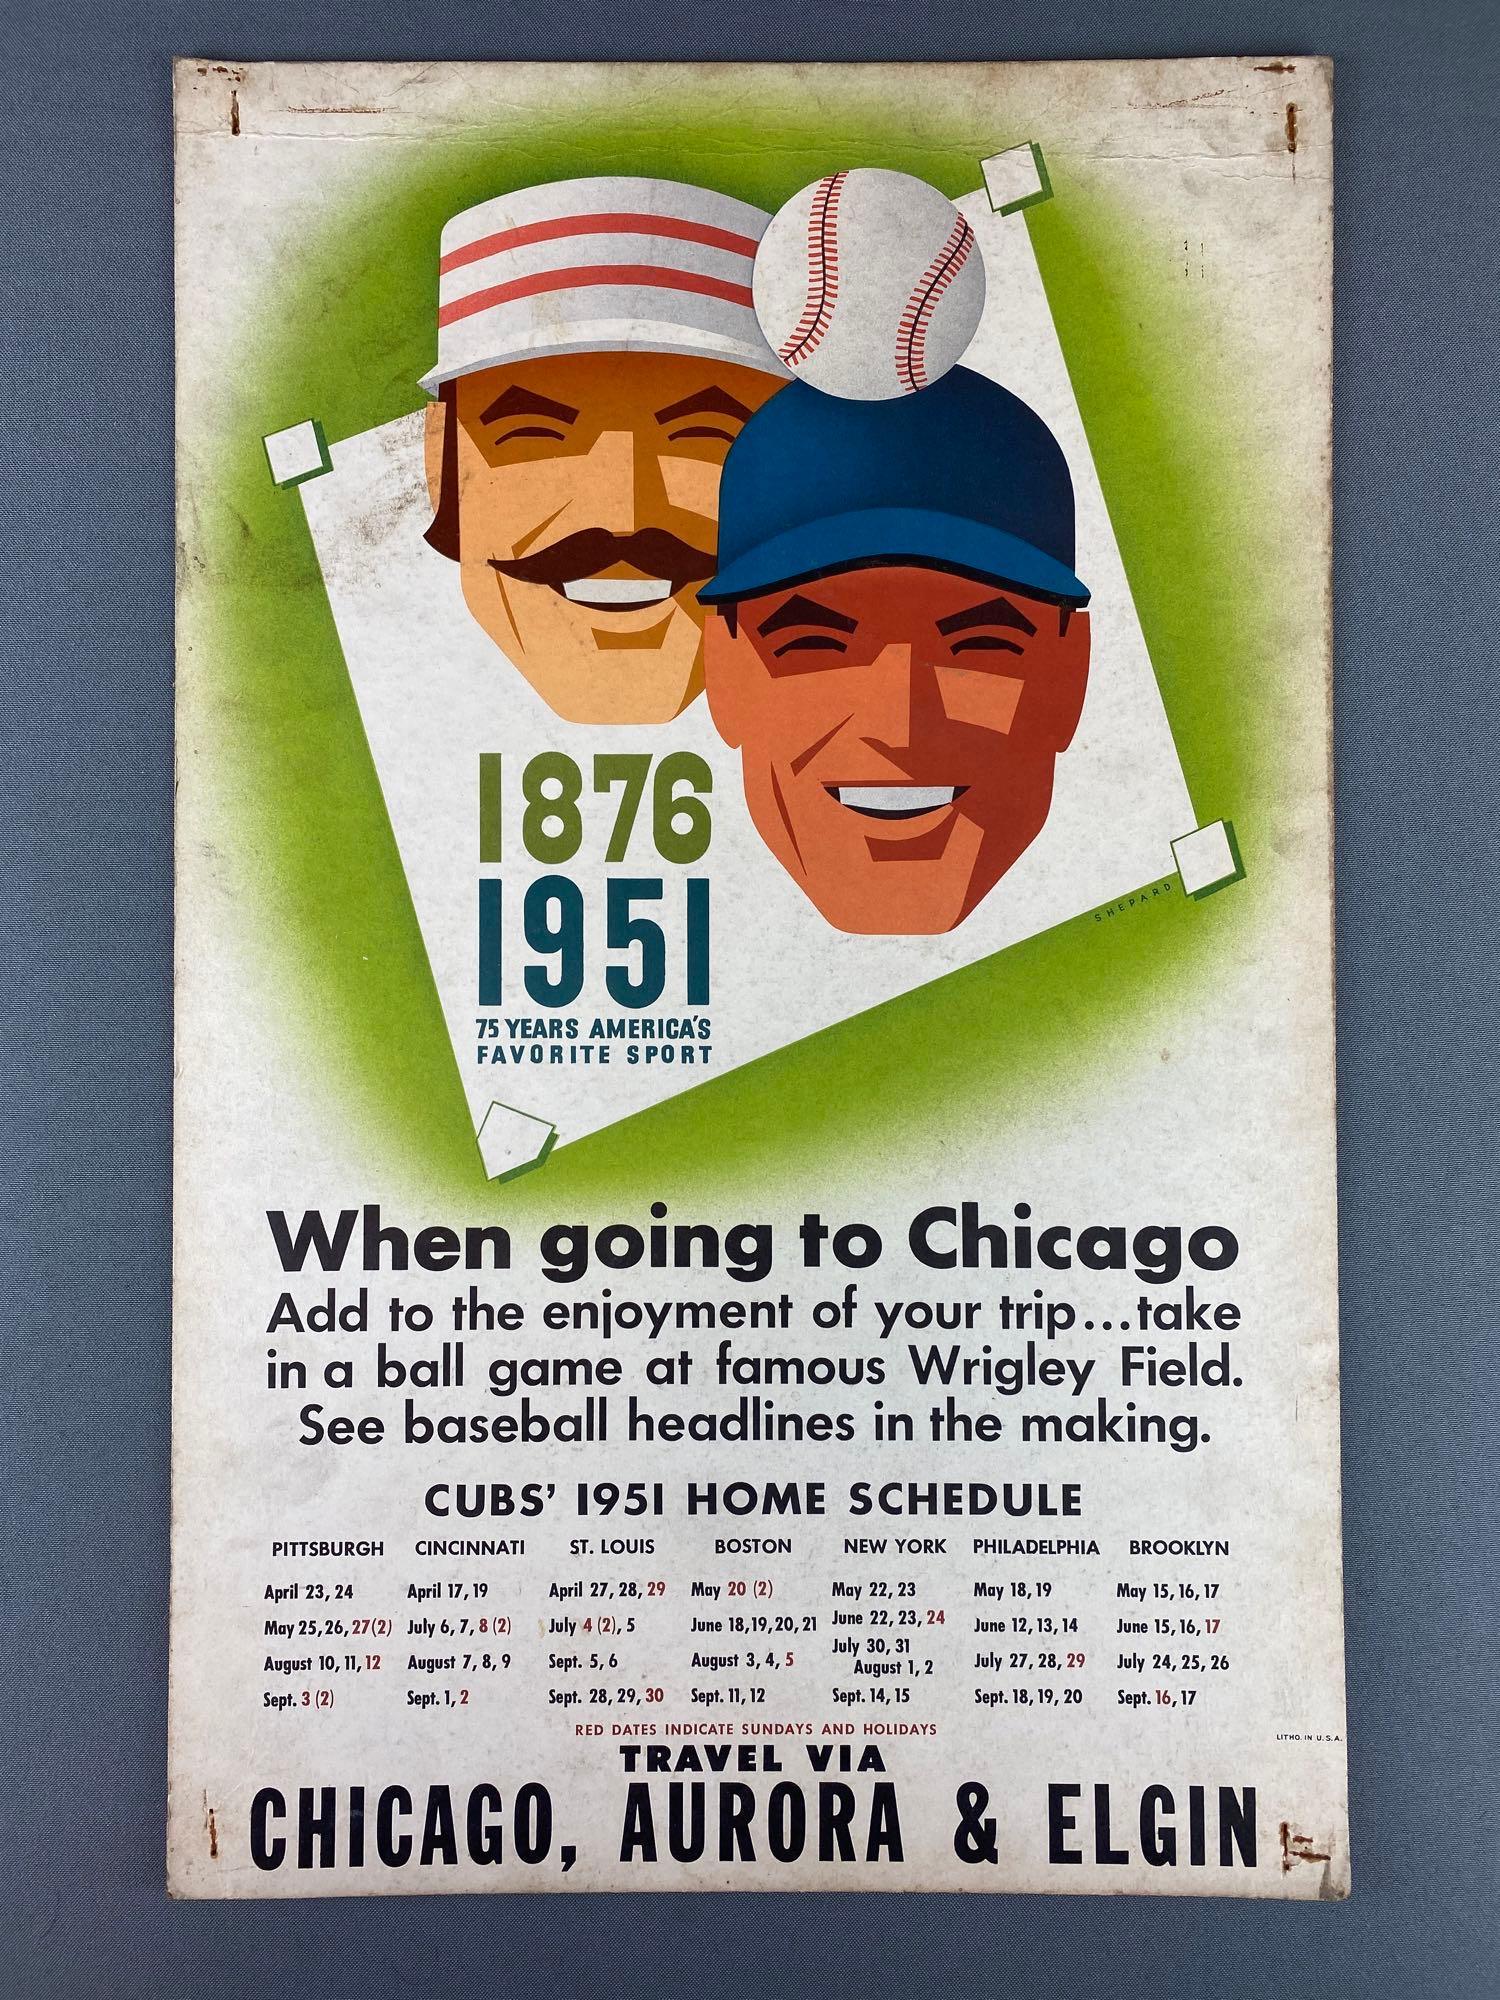 SHEPARD
1876
1951
75 YEARS AMERICA'S
FAVORITE SPORT
When going to Chicago
Add to the enjoyment of your trip...take
in a ball game at famous Wrigley Field.
See baseball headlines in the making.
CUBS' 1951 HOME SCHEDULE
PITTSBURGH CINCINNATI ST. LOUIS BOSTON NEW YORK PHILADELPHIA BROOKLYN
April 23, 24 April 17, 19 April 27, 28, 29 May 20 (2) May 22, 23 May 18, 19 May 15, 16, 17
May 25, 26, 27(2) July 6, 7, 8 (2) July 4 (2), 5 June 18, 19, 20, 21 June 22, 23, 24 June 12, 13, 14 June 15, 16, 17
August 10, 11, 12 August 7, 8, 9 Sept. 5, 6 August 3, 4, 5 July 30, 31 July 27, 28, 29 July 24, 25, 26
August 1, 2
Sept. 3 (2) Sept. 1, 2 Sept. 28, 29, 30 Sept. 11, 12 Sept. 14, 15 Sept. 18, 19, 20 Sept. 16, 17
RED DATES INDICATE SUNDAYS AND HOLIDAYS
LITHO. IN U.S.A.
TRAVEL VIA
CHICAGO, AURORA & ELGIN